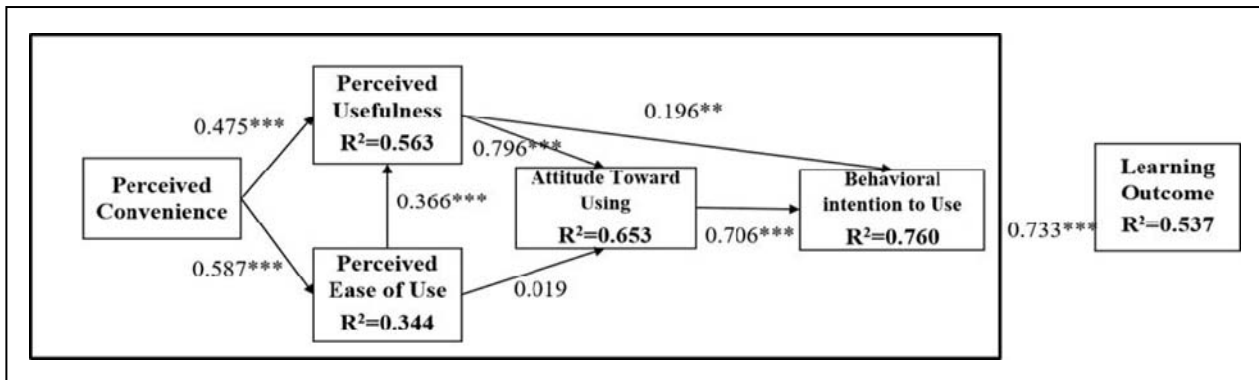 Perceived
Convenience
0.475***
0.587***
Perceived
Usefulness
R²=0.563
0.366***
Perceived
Ease of Use
R²=0.344
0.796***
0.019
Attitude Toward
Using
R²=0.653
0.196**
0.706***
Behavioral
intention to Use
R²=0.760
0.733***
Learning
Outcome
R²=0.537